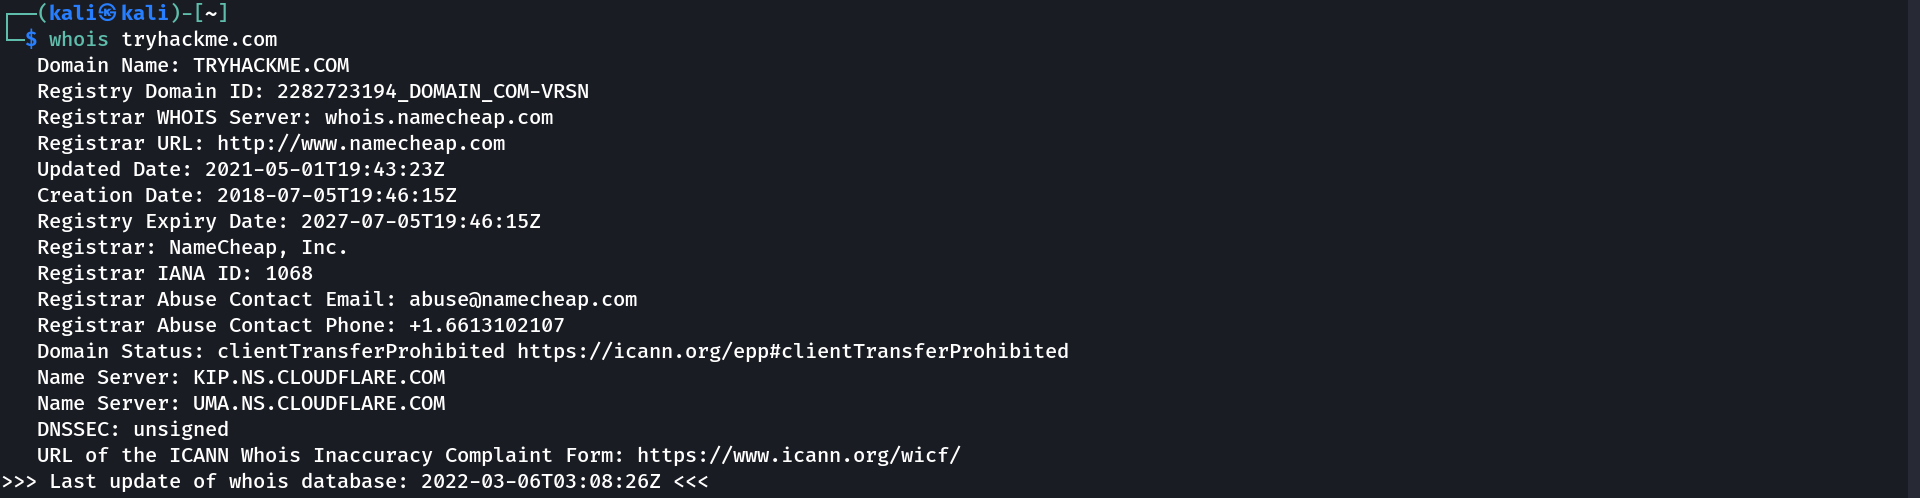 ┌──(kali㉿kali)-[~]
└─$ whois tryhackme.com
Domain Name: TRYHACKME.COM
Registry Domain ID: 2282723194_DOMAIN_COM-VRSN
Registrar WHOIS Server: whois.namecheap.com
Registrar URL: http://www.namecheap.com
Updated Date: 2021-05-01T19:43:23Z
Creation Date: 2018-07-05T19:46:15Z
Registry Expiry Date: 2027-07-05T19:46:15Z
Registrar: NameCheap, Inc.
Registrar IANA ID: 1068
Registrar Abuse Contact Email: abuse@namecheap.com
Registrar Abuse Contact Phone: +1.6613102107
Domain Status: clientTransferProhibited https://icann.org/epp#clientTransferProhibited
Name Server: KIP.NS.CLOUDFLARE.COM
Name Server: UMA.NS.CLOUDFLARE.COM
DNSSEC: unsigned
URL of the ICANN Whois Inaccuracy Complaint Form: https://www.icann.org/wicf/
>>> Last update of whois database: 2022-03-06T03:08:26Z <<<